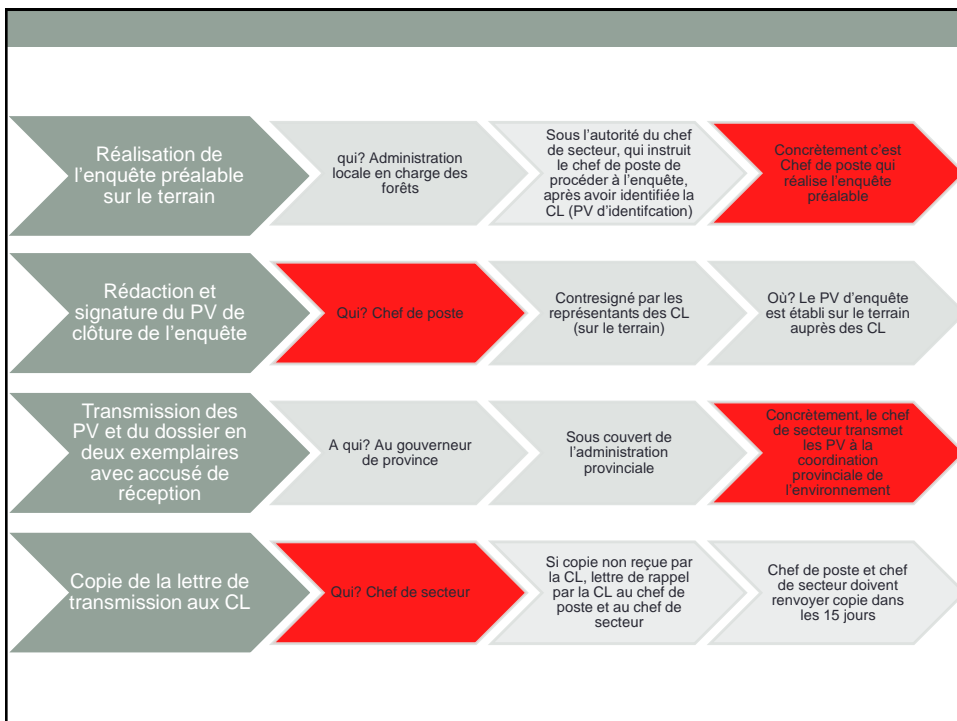 Réalisation de
l'enquête préalable
sur le terrain
qui? Administration
locale en charge des
forêts
Sous l'autorité du chef
de secteur, qui instruit
le chef de poste de
procéder à l'enquête,
après avoir identifiée la
CL (PV d'identifcation)
Concrètement c'est
Chef de poste qui
réalise l'enquête
préalable
Rédaction et
signature du PV de
clôture de l'enquête
Qui? Chef de poste
Contresigné par les
représentants des CL
(sur le terrain)
Où? Le PV d'enquête
est établi sur le terrain
auprès des CL
Transmission des
PV et du dossier en
deux exemplaires
avec accusé de
réception
A qui? Au gouverneur
de province
Sous couvert de
l'administration
provinciale
Concrètement, le chef
de secteur transmet
les PV à la
coordination
provinciale de
l'environnement
Copie de la lettre de
transmission aux CL
Qui? Chef de secteur
Si copie non reçue par
la CL, lettre de rappel
par la CL au chef de
poste et au chef de
secteur
Chef de poste et chef
de secteur doivent
renvoyer copie dans
les 15 jours